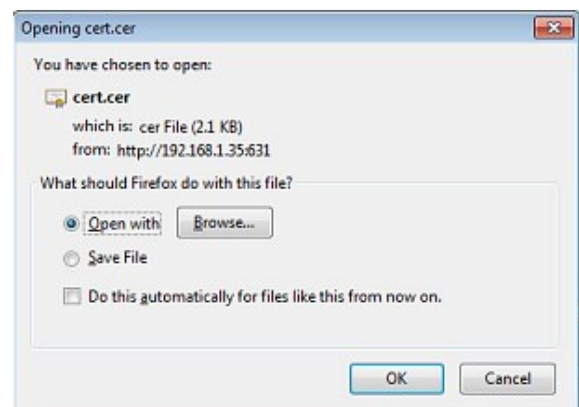 Opening cert.cer
You have chosen to open:
cert.cer
which is: cer File (2.1 KB)
from: http://192.168.1.35:631
What should Firefox do with this file?
Open with Browse...
Save File
Do this automatically for files like this from now on.
OK Cancel